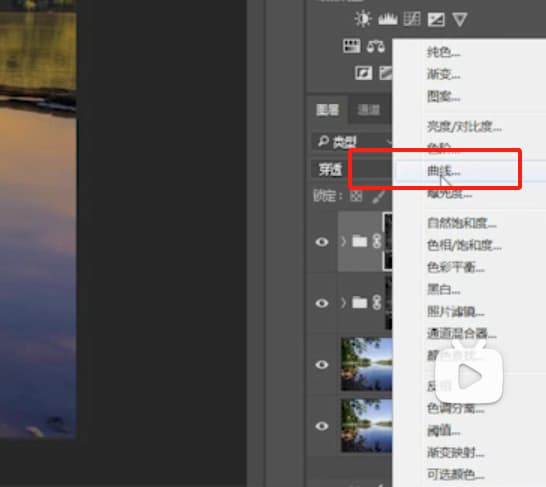 纯色...
渐变...
图案...
图层 通道
亮度/对比度...
类型
色阶...
穿透
曲线...
锁定:
曝光度...
自然饱和度...
色相/饱和度...
色彩平衡...
黑白...
照片滤镜...
通道混合器...
颜色查找...
反相
色调分离...
阈值...
渐变映射...
可选颜色...